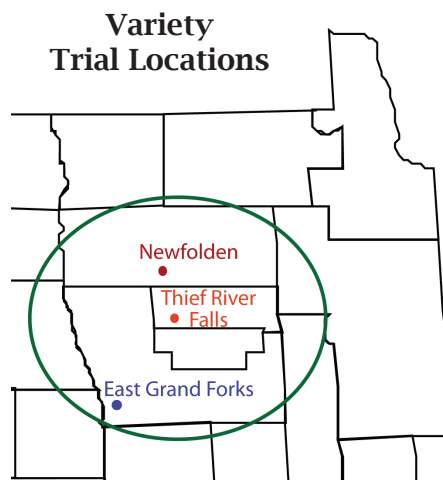 Variety
Trial Locations
Newfolden
Thief River
Falls
East Grand Forks